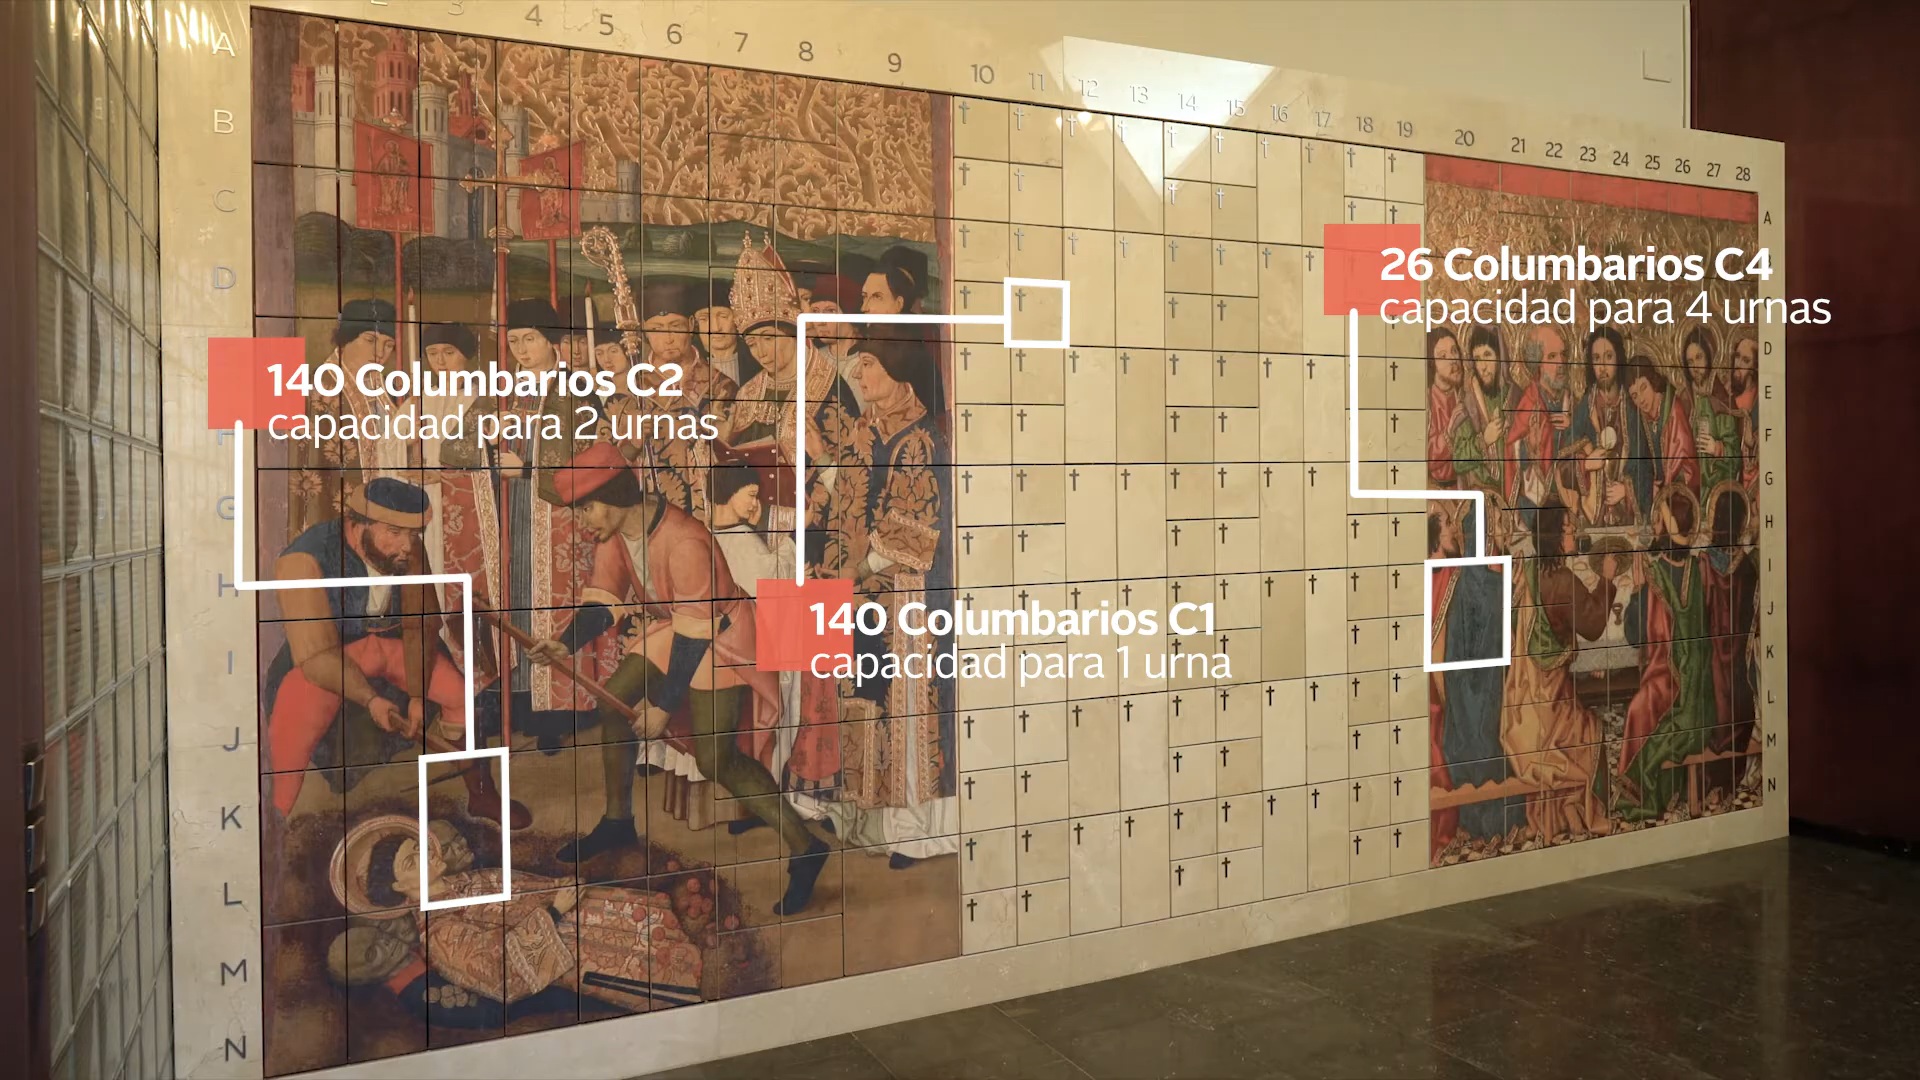 2 3 4 5 6 7 8 9 10 11 12 13 14 15 16 17 18 19 20 21 22 23 24 25 26 27 28
A
B
C
D
G
H
I
J
K
L
M
N
140 Columbarios C2
capacidad para 2 urnas
140 Columbarios C1
capacidad para 1 urna
26 Columbarios C4
capacidad para 4 urnas
A
D
E
F
G
H
I
J
K
L
M
N